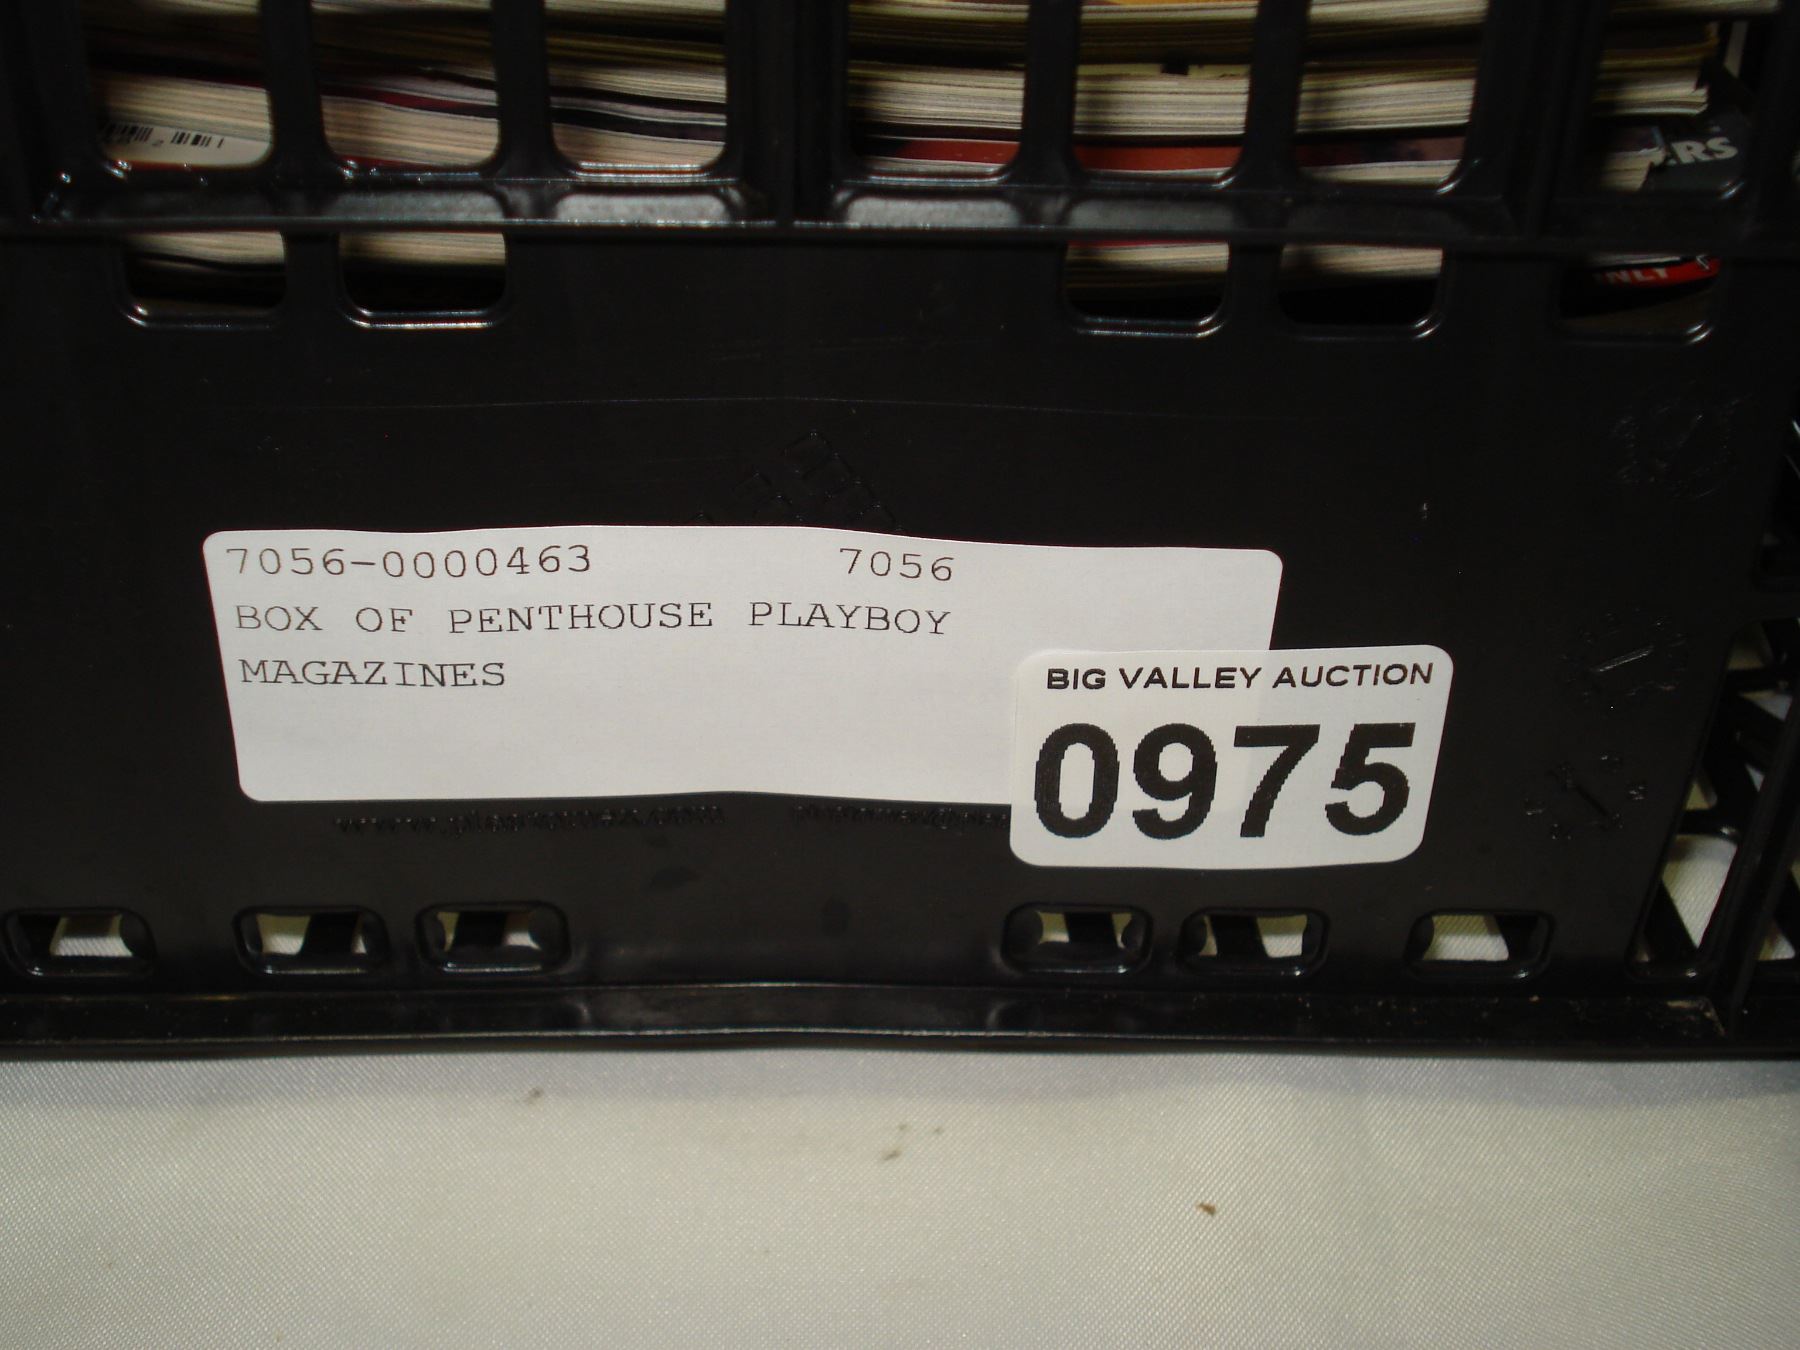 7056-0000463 7056
BOX OF PENTHOUSE PLAYBOY
MAGAZINES
BIG VALLEY AUCTION
0975